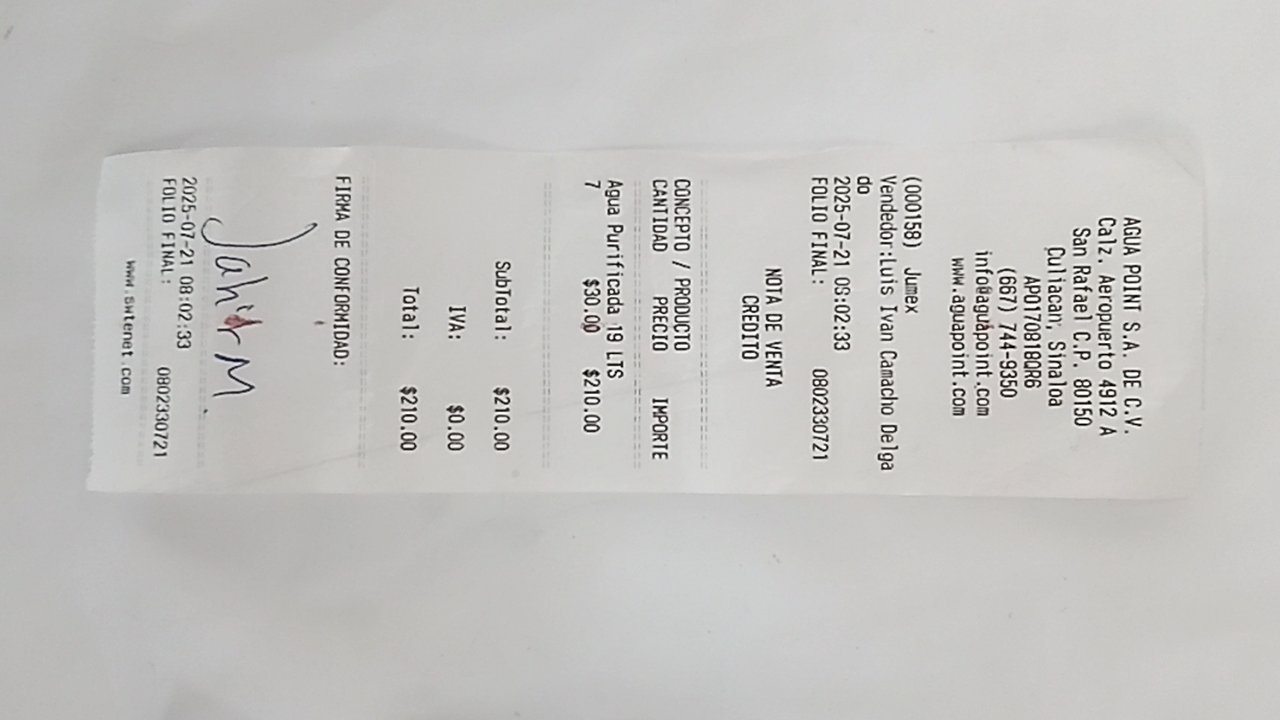 AGUA POINT S.A. DE C.V.
Calz. Aeropuerto 4912 A
San Rafael C.P. 80150
Culiacan, Sinaloa
APO170818QR6
(667) 744-9350
info@aguapoint.com
www.aguapoint.com
(000158) Jumex
Vendedor:Luis Ivan Camacho Delga
do
2025-07-21 05:02:33
FOLIO FINAL: 0802330721
NOTA DE VENTA
CREDITO
CONCEPTO / PRODUCTO
CANTIDAD PRECIO IMPORTE
Agua Purificada 19 LTS
7 $30.00 $210.00
SubTotal: $210.00
IVA: $0.00
Total: $210.00
FIRMA DE CONFORMIDAD:
Jahir M
2025-07-21 08:02:33
FOLIO FINAL: 0802330721
www.swtenet.com